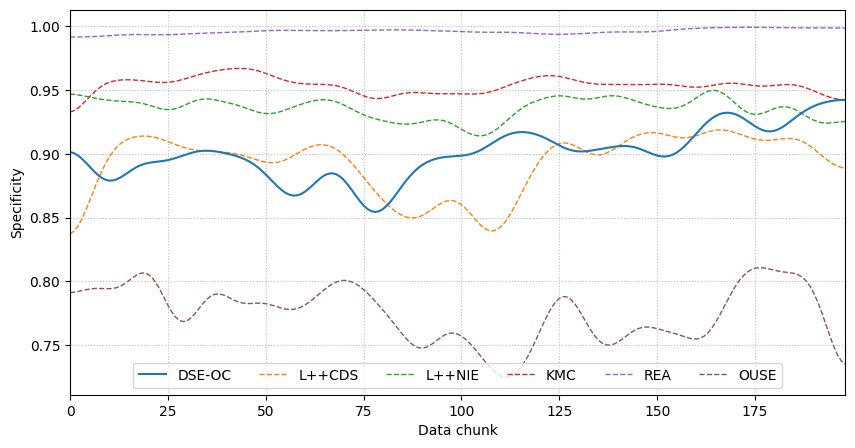 1.00
0.95
0.90
0.85
0.80
0.75
Specificity
DSE-OC L++CDS L++NIE KMC REA OUSE
0 25 50 75 100 125 150 175
Data chunk